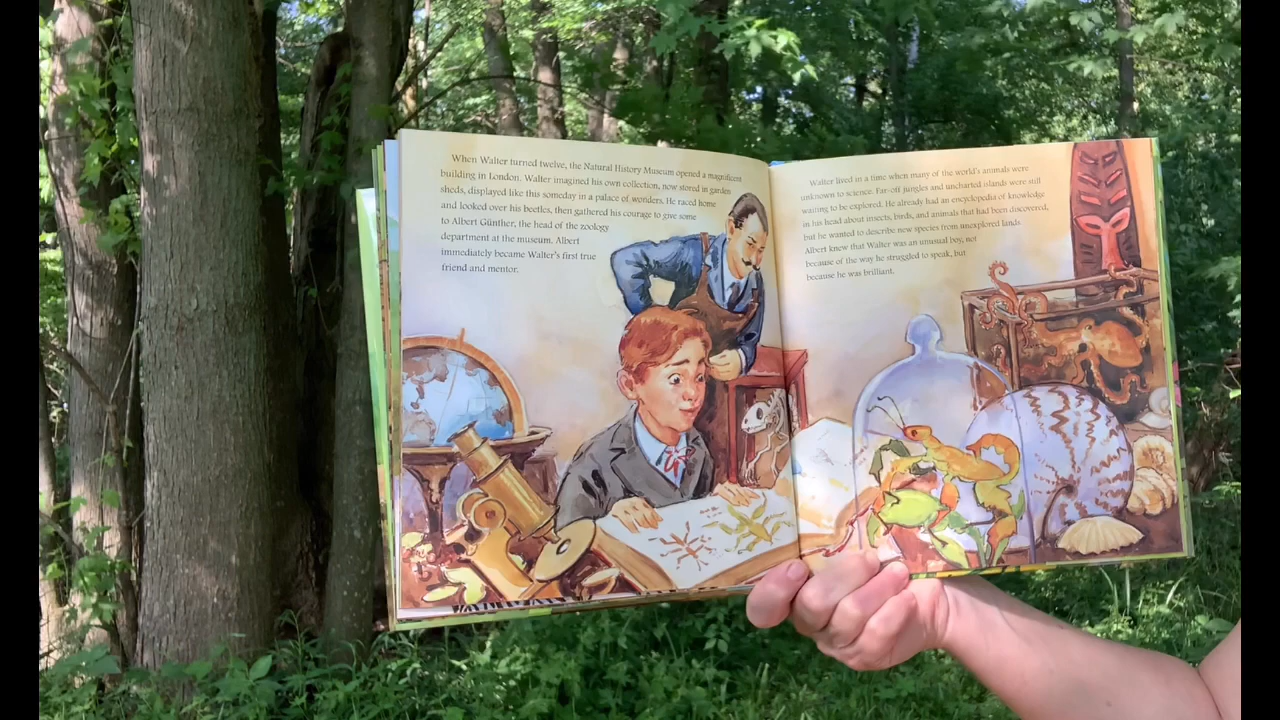 When Walter turned twelve, the Natural History Museum opened a magnificent
building in London. Walter imagined his own collection, now stored in garden
sheds, displayed like this someday in a palace of wonders. He raced home
and looked over his beetles, then gathered his courage to give some
to Albert Günther, the head of the zoology
department at the museum. Albert
immediately became Walter's first true
friend and mentor.
Walter lived in a time when many of the world's animals were
unknown to science. Far-off jungles and uncharted islands were still
waiting to be explored. He already had an encyclopedia of knowledge
in his head about insects, birds, and animals that had been discovered,
but he wanted to describe new species from unexplored lands.
Albert knew that Walter was an unusual boy, not
because of the way he struggled to speak, but
because he was brilliant.